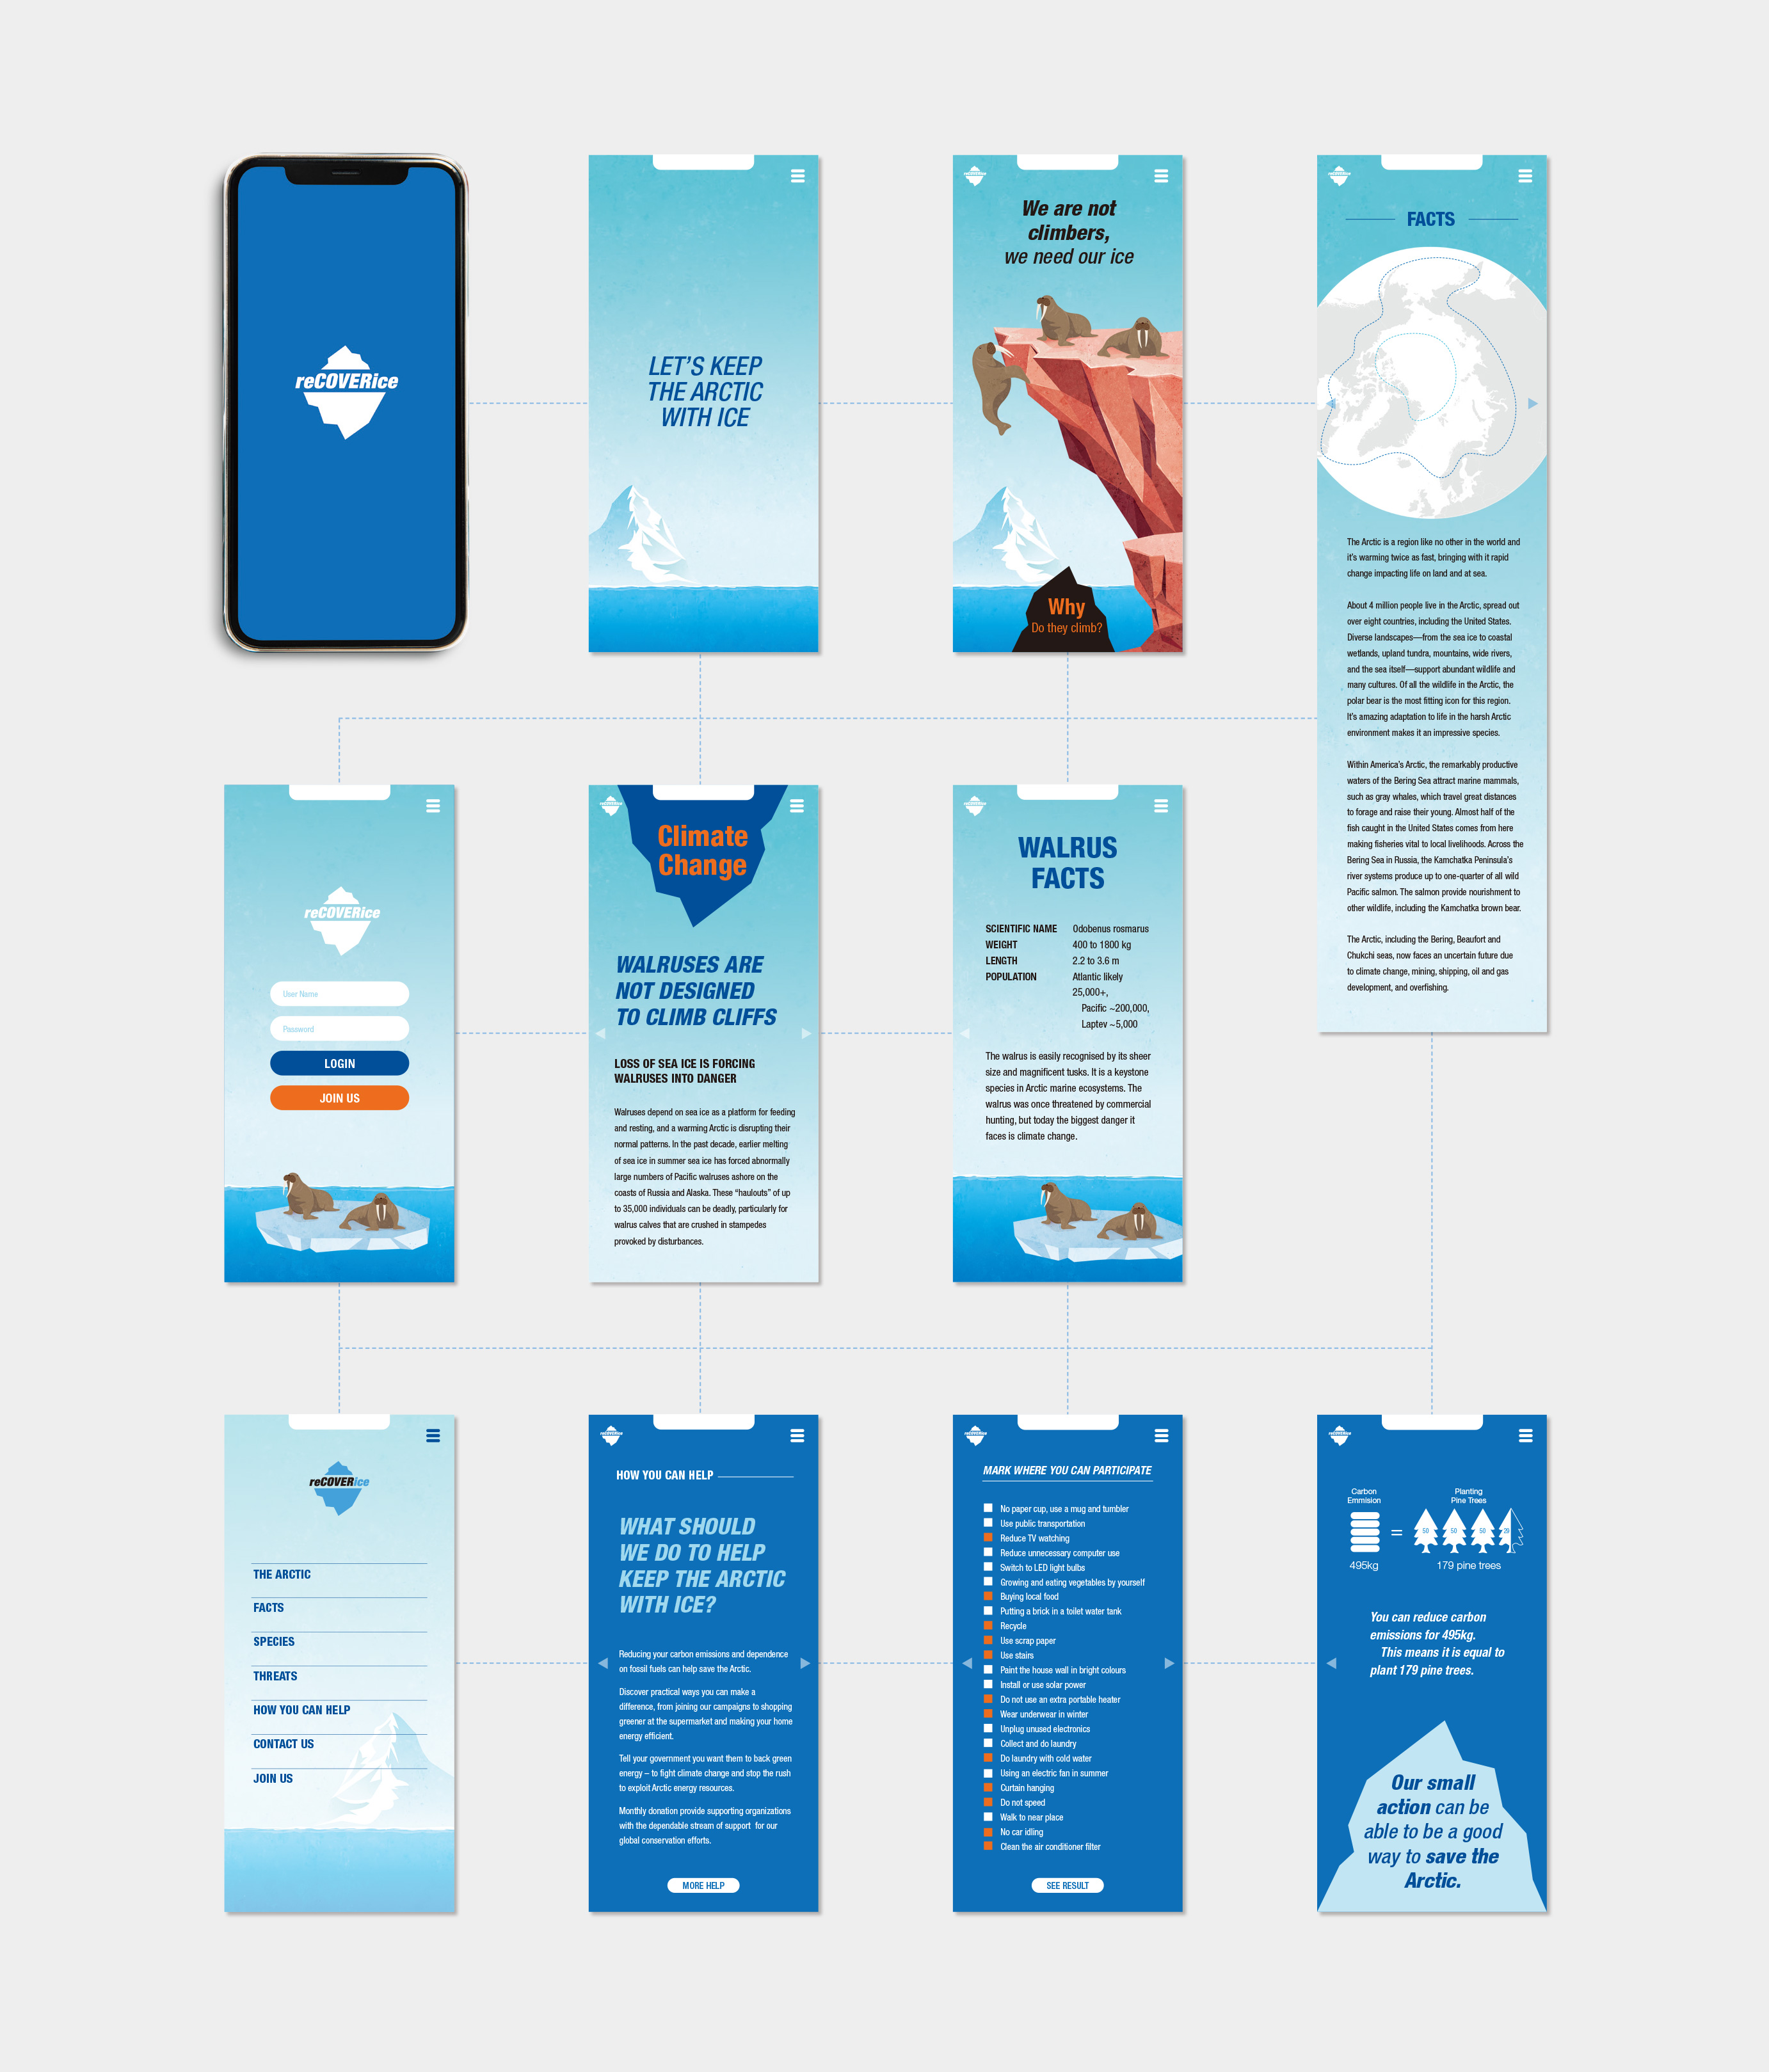 reCOVERice
LET'S KEEP
THE ARCTIC
WITH ICE
reCOVERice
We are not
climbers,
we need our ice
Why
Do they climb?
reCOVERice
FACTS
The Arctic is a region like no other in the world and
it's warming twice as fast, bringing with it rapid
change impacting life on land and at sea.
About 4 million people live in the Arctic, spread out
over eight countries, including the United States.
Diverse landscapes—from the sea ice to coastal
wetlands, upland tundra, mountains, wide rivers,
and the sea itself—support abundant wildlife and
many cultures. Of all the wildlife in the Arctic, the
polar bear is the most fitting icon for this region.
It's amazing adaptation to life in the harsh Arctic
environment makes it an impressive species.
Within America's Arctic, the remarkably productive
waters of the Bering Sea attract marine mammals,
such as gray whales, which travel great distances
to forage and raise their young. Almost half of the
fish caught in the United States comes from here
making fisheries vital to local livelihoods. Across the
Bering Sea in Russia, the Kamchatka Peninsula's
river systems produce up to one-quarter of all wild
Pacific salmon. The salmon provide nourishment to
other wildlife, including the Kamchatka brown bear.
The Arctic, including the Bering, Beaufort and
Chukchi seas, now faces an uncertain future due
to climate change, mining, shipping, oil and gas
development, and overfishing.
reCOVERice
User Name
Password
LOGIN
JOIN US
reCOVERice
Climate
Change
WALRUSES ARE
NOT DESIGNED
TO CLIMB CLIFFS
LOSS OF SEA ICE IS FORCING
WALRUSES INTO DANGER
Walruses depend on sea ice as a platform for feeding
and resting, and a warming Arctic is disrupting their
normal patterns. In the past decade, earlier melting
of sea ice in summer sea ice has forced abnormally
large numbers of Pacific walruses ashore on the
coasts of Russia and Alaska. These “haulouts” of up
to 35,000 individuals can be deadly, particularly for
walrus calves that are crushed in stampedes
provoked by disturbances.
reCOVERice
WALRUS
FACTS
SCIENTIFIC NAME Odobenus rosmarus
WEIGHT 400 to 1800 kg
LENGTH 2.2 to 3.6 m
POPULATION Atlantic likely
25,000+,
Pacific ~200,000,
Laptev ~5,000
The walrus is easily recognised by its sheer
size and magnificent tusks. It is a keystone
species in Arctic marine ecosystems. The
walrus was once threatened by commercial
hunting, but today the biggest danger it
faces is climate change.
reCOVERice
THE ARCTIC
FACTS
SPECIES
THREATS
HOW YOU CAN HELP
CONTACT US
JOIN US
reCOVERice
HOW YOU CAN HELP
WHAT SHOULD
WE DO TO HELP
KEEP THE ARCTIC
WITH ICE?
Reducing your carbon emissions and dependence
on fossil fuels can help save the Arctic.
Discover practical ways you can make a
difference, from joining our campaigns to shopping
greener at the supermarket and making your home
energy efficient.
Tell your government you want them to back green
energy – to fight climate change and stop the rush
to exploit Arctic energy resources.
Monthly donation provide supporting organizations
with the dependable stream of support for our
global conservation efforts.
MORE HELP
reCOVERice
MARK WHERE YOU CAN PARTICIPATE
No paper cup, use a mug and tumbler
Use public transportation
Reduce TV watching
Reduce unnecessary computer use
Switch to LED light bulbs
Growing and eating vegetables by yourself
Buying local food
Putting a brick in a toilet water tank
Recycle
Use scrap paper
Use stairs
Paint the house wall in bright colours
Install or use solar power
Do not use an extra portable heater
Wear underwear in winter
Unplug unused electronics
Collect and do laundry
Do laundry with cold water
Using an electric fan in summer
Curtain hanging
Do not speed
Walk to near place
No car idling
Clean the air conditioner filter
SEE RESULT
reCOVERice
Carbon
Emmision
Planting
Pine Trees
= 50 50 50 29
495kg
179 pine trees
You can reduce carbon
emissions for 495kg.
This means it is equal to
plant 179 pine trees.
Our small
action can be
able to be a good
way to save the
Arctic.